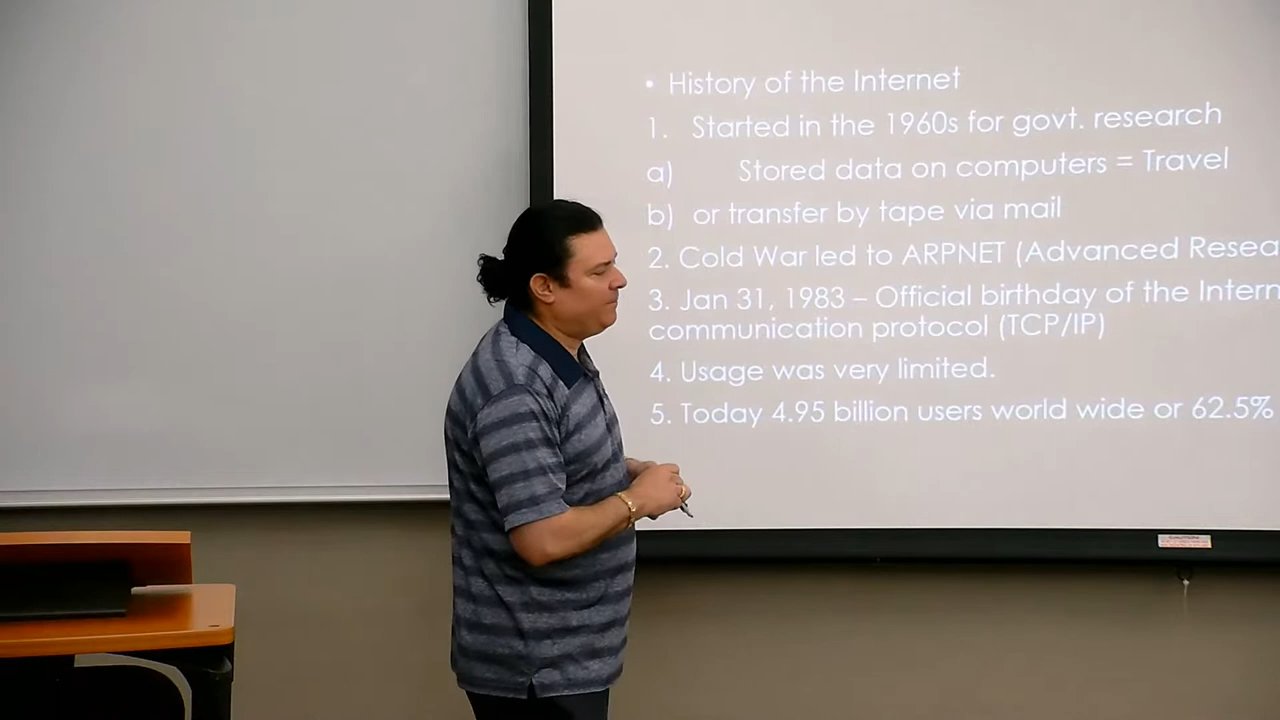 • History of the Internet
1. Started in the 1960s for govt. research
a) Stored data on computers = Travel
b) or transfer by tape via mail
2. Cold War led to ARPNET (Advanced Resea
3. Jan 31, 1983 – Official birthday of the Intern
communication protocol (TCP/IP)
4. Usage was very limited.
5. Today 4.95 billion users world wide or 62.5%